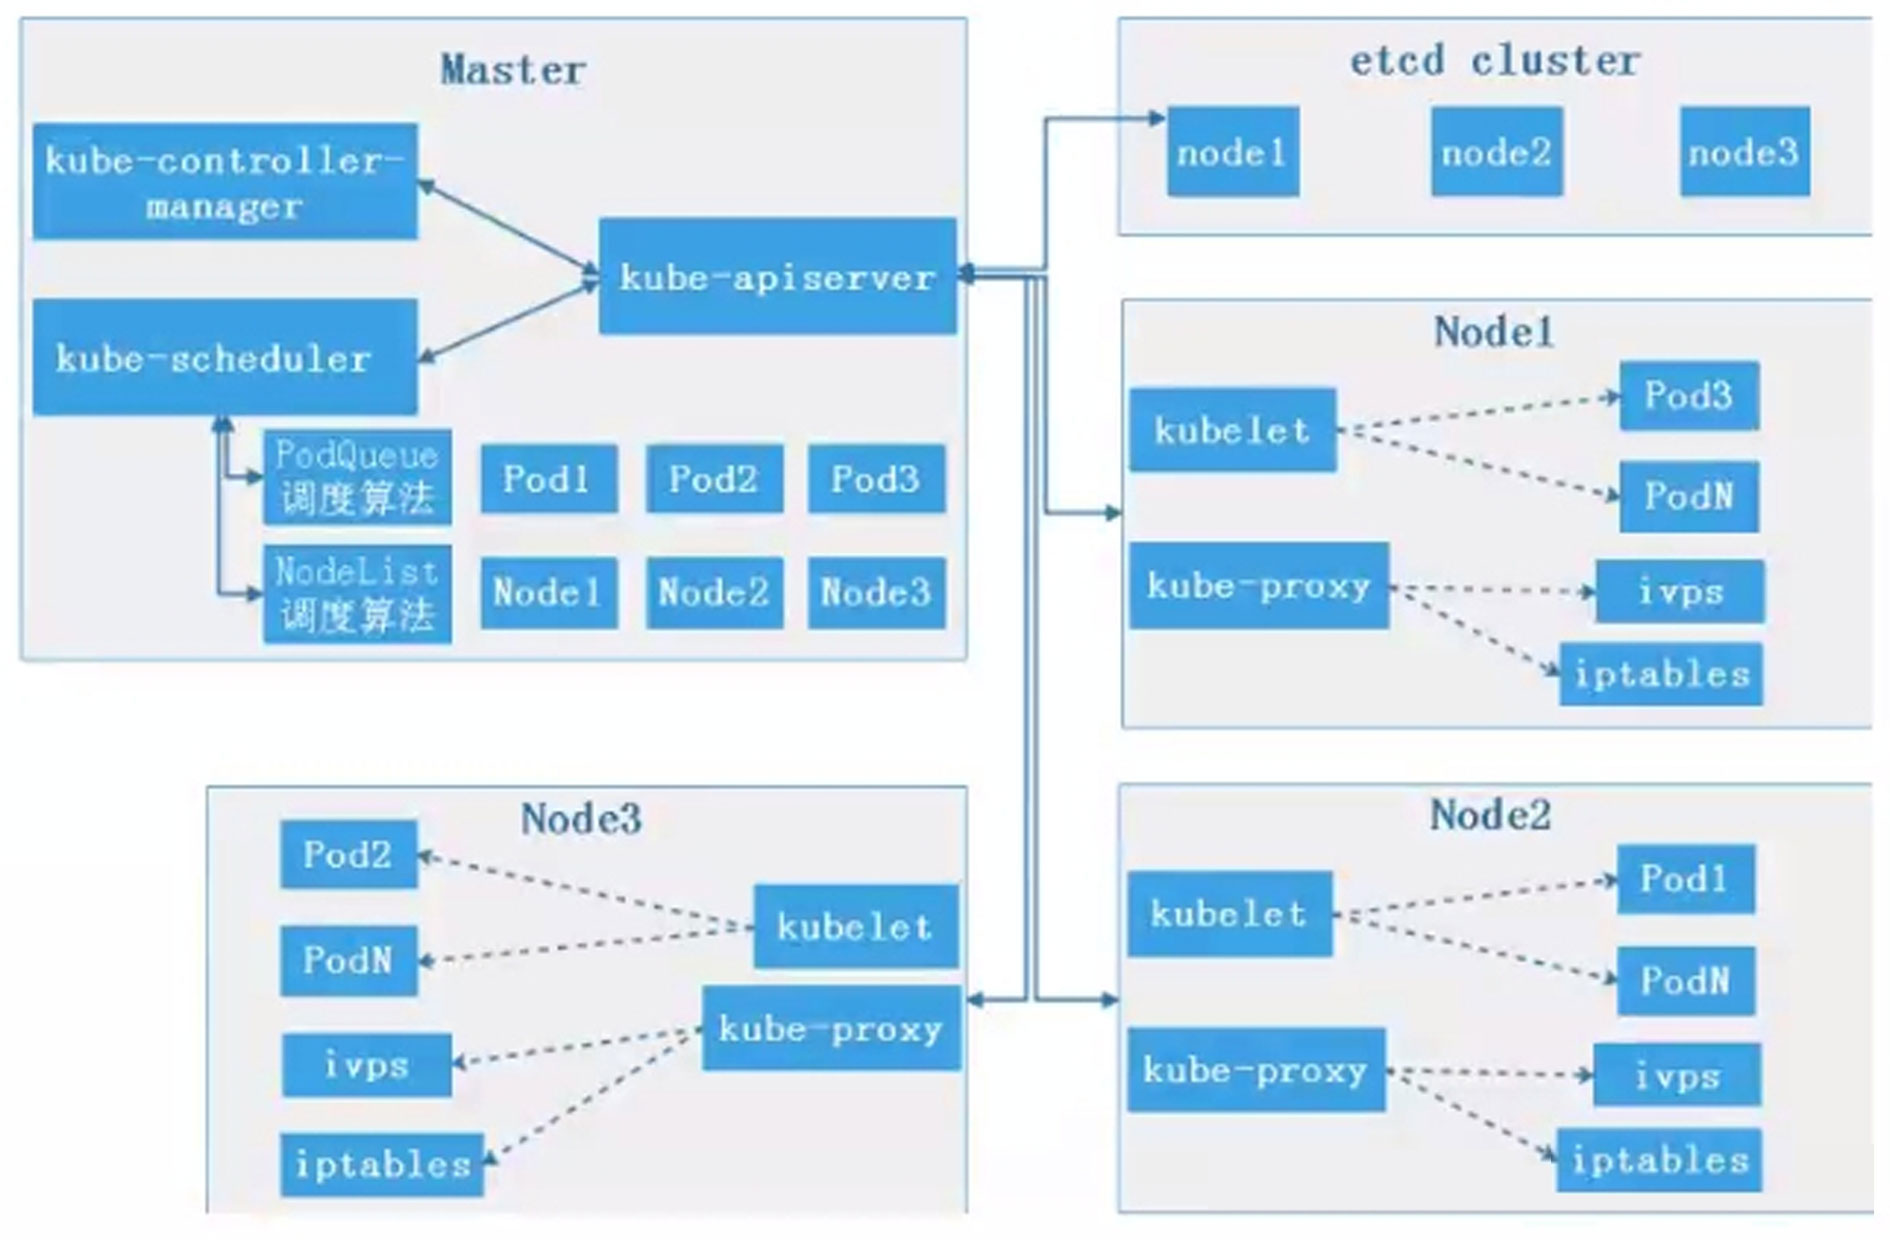 Master
kube-controller-
manager
kube-apiserver
kube-scheduler
PodQueue
调度算法
Pod1
Pod2
Pod3
NodeList
调度算法
Node1
Node2
Node3
etcd cluster
node1
node2
node3
Node1
kubelet
Pod3
PodN
kube-proxy
ivps
iptables
Node3
Pod2
kubelet
PodN
kube-proxy
ivps
iptables
Node2
kubelet
Pod1
PodN
kube-proxy
ivps
iptables